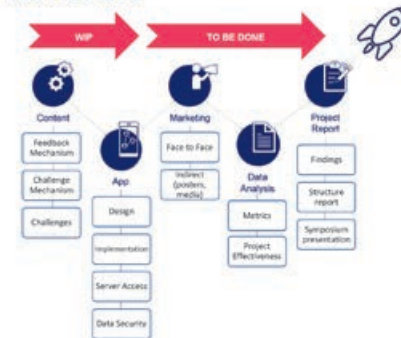 WIP
TO BE DONE
Content
Feedback
Mechanism
Challenge
Mechanism
Challenges
App
Design
Implementation
Server Access
Data Security
Marketing
Face to Face
Indirect
(posters,
media)
Data
Analysis
Metrics
Project
Effectiveness
Project
Report
Findings
Structure
report
Symposium
presentation